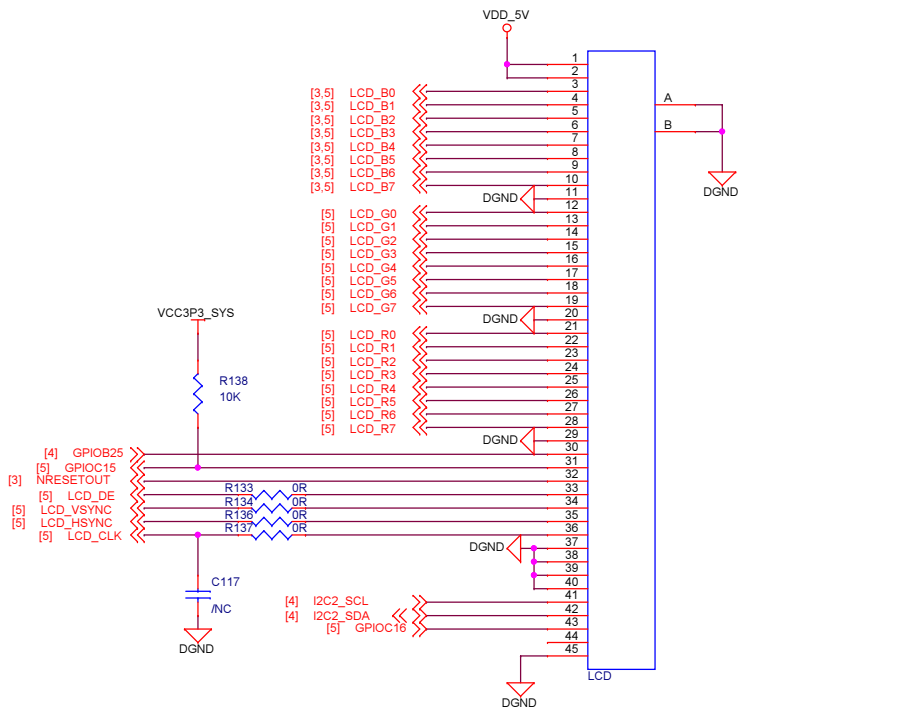 VDD_5V
1
2
3
[3,5] LCD_B0
4
A
[3,5] LCD_B1
5
[3,5] LCD_B2
6
B
[3,5] LCD_B3
7
[3,5] LCD_B4
8
[3,5] LCD_B5
9
[3,5] LCD_B6
10
[3,5] LCD_B7
11
DGND
DGND
12
[5] LCD_G0
13
[5] LCD_G1
14
[5] LCD_G2
15
[5] LCD_G3
16
[5] LCD_G4
17
[5] LCD_G5
18
[5] LCD_G6
19
[5] LCD_G7
VCC3P3_SYS
20
DGND
21
[5] LCD_R0
22
[5] LCD_R1
23
[5] LCD_R2
24
[5] LCD_R3
R138
25
[5] LCD_R4
10K
26
[5] LCD_R5
27
[5] LCD_R6
28
[5] LCD_R7
29
DGND
30
[4] GPIOB25
31
[5] GPIOC15
32
[3] NRESETOUT
33
R133 0R
[5] LCD_DE
34
R134 0R
[5] LCD_VSYNC
35
R136 0R
[5] LCD_HSYNC
36
R137 0R
[5] LCD_CLK
37
DGND
38
39
40
C117
41
[4] I2C2_SCL
/NC
42
[4] I2C2_SDA
43
[5] GPIOC16
44
DGND
45
LCD
DGND